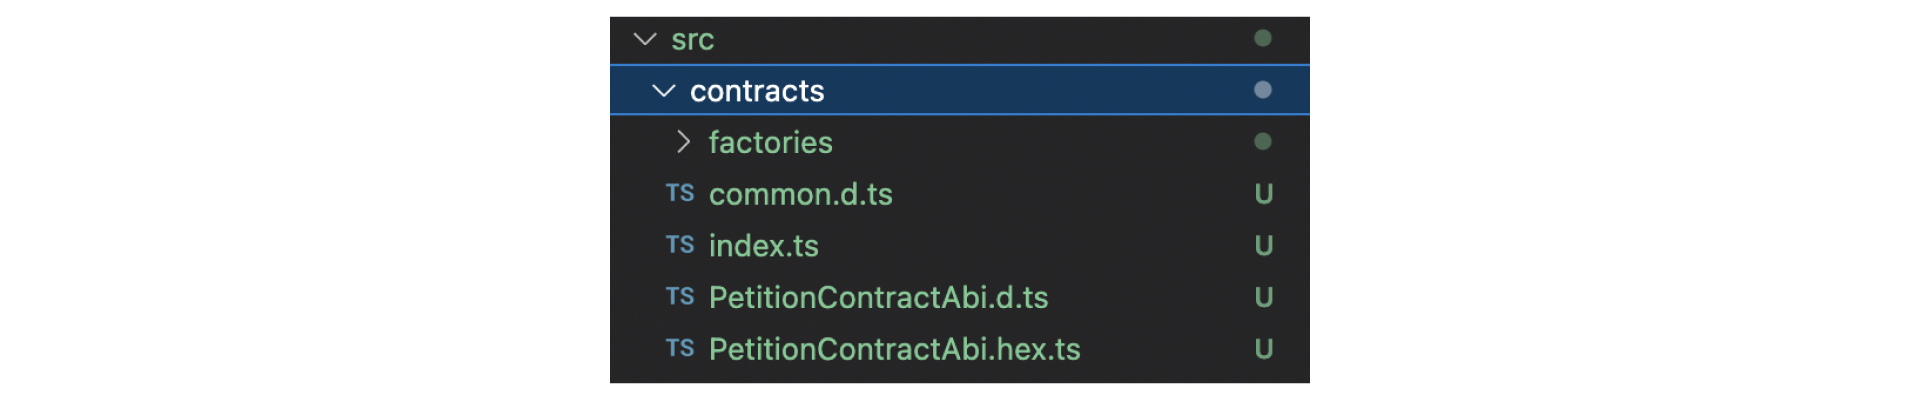 src
contracts
factories
TS common.d.ts U
TS index.ts U
TS PetitionContractAbi.d.ts U
TS PetitionContractAbi.hex.ts U